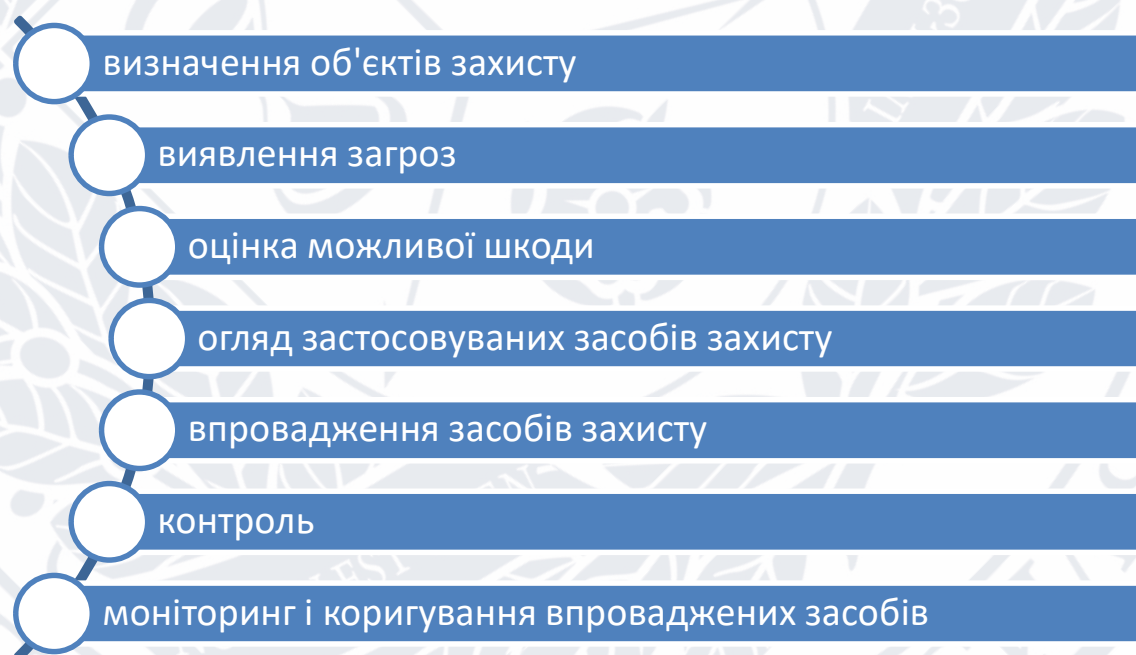 визначення об'єктів захисту
виявлення загроз
оцінка можливої шкоди
огляд застосовуваних засобів захисту
впровадження засобів захисту
контроль
моніторинг і коригування впроваджених засобів